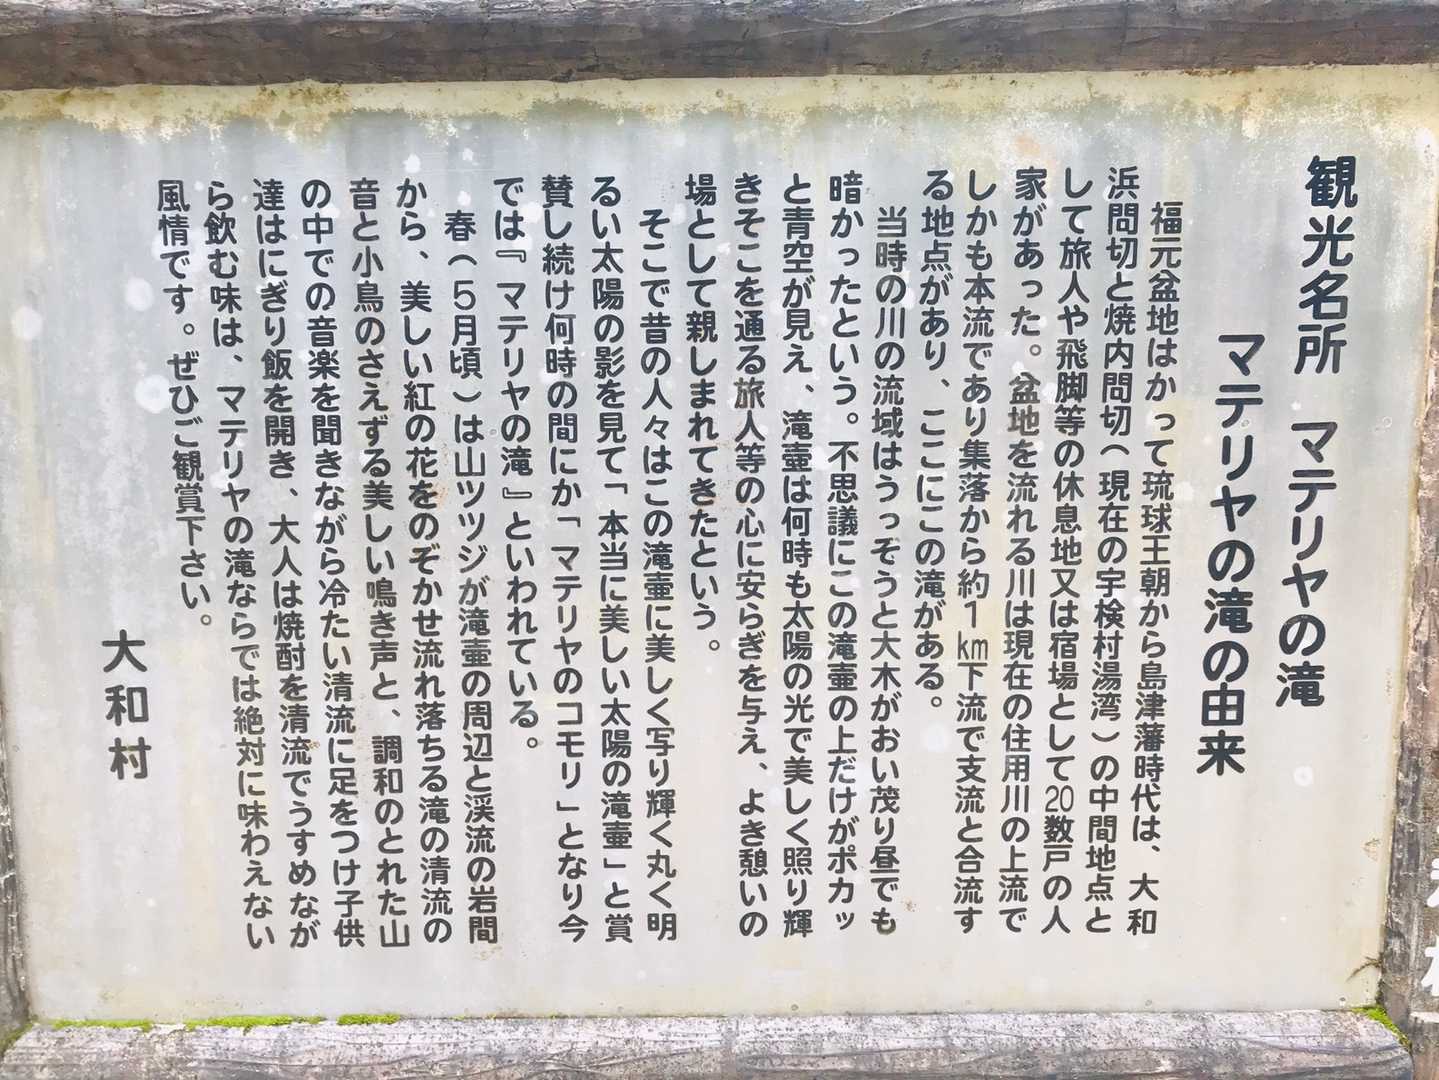 観光名所　マテリヤの滝
マテリヤの滝の由来
福元盆地はかって琉球王朝から島津藩時代は、大和
浜間切と焼内間切（現在の宇検村湯湾）の中間地点と
して旅人や飛脚等の休息地又は宿場として20数戸の人
家があった。盆地を流れる川は現在の住用川の上流で
しかも本流であり集落から約1km下流で支流と合流す
る地点があり、ここにこの滝がある。
当時の川の流域はうっぞうと大木がおい茂り昼でも
暗かったという。不思議にこの滝壷の上だけがポカッ
と青空が見え、滝壷は何時も太陽の光で美しく照り輝
きそこを通る旅人等の心に安らぎを与え、よき憩いの
場として親しまれてきたという。
そこで昔の人々はこの滝壷に美しく写り輝く丸く明
るい太陽の影を見て「本当に美しい太陽の滝壷」と賞
賛し続け何時の間にか「マテリヤのコモリ」となり今
では『マテリヤの滝』といわれている。
春（5月頃）は山ツツジが滝壷の周辺と渓流の岩間
から、美しい紅の花をのぞかせ流れ落ちる滝の清流の
音と小鳥のさえずる美しい鳴き声と、調和のとれた山
の中での音楽を聞きながら冷たい清流に足をつけ子供
達はにぎり飯を開き、大人は焼酎を清流でうすめなが
ら飲む味は、マテリヤの滝ならでは絶対に味わえない
風情です。ぜひご観賞下さい。
大和村